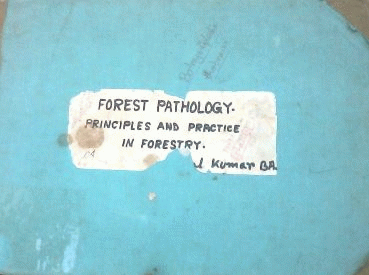 FOREST PATHOLOGY.
PRINCIPLES AND PRACTICE
IN FORESTRY.
J Kumar BA.